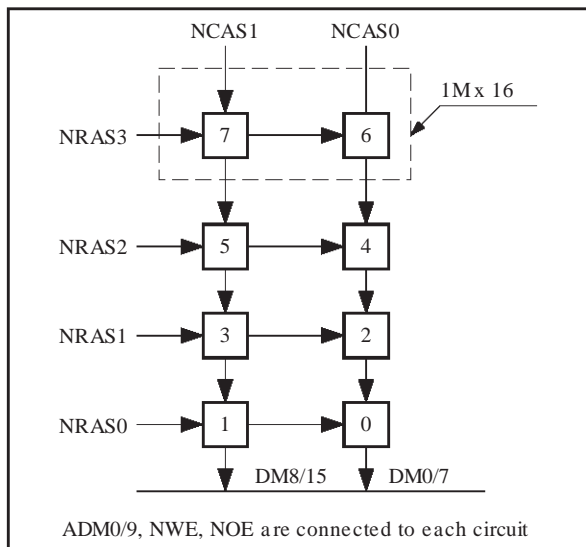 NCAS1 NCAS0
1M x 16
NRAS3 7 6
NRAS2 5 4
NRAS1 3 2
NRAS0 1 0
DM8/15 DM0/7
ADM0/9, NWE, NOE are connected to each circuit